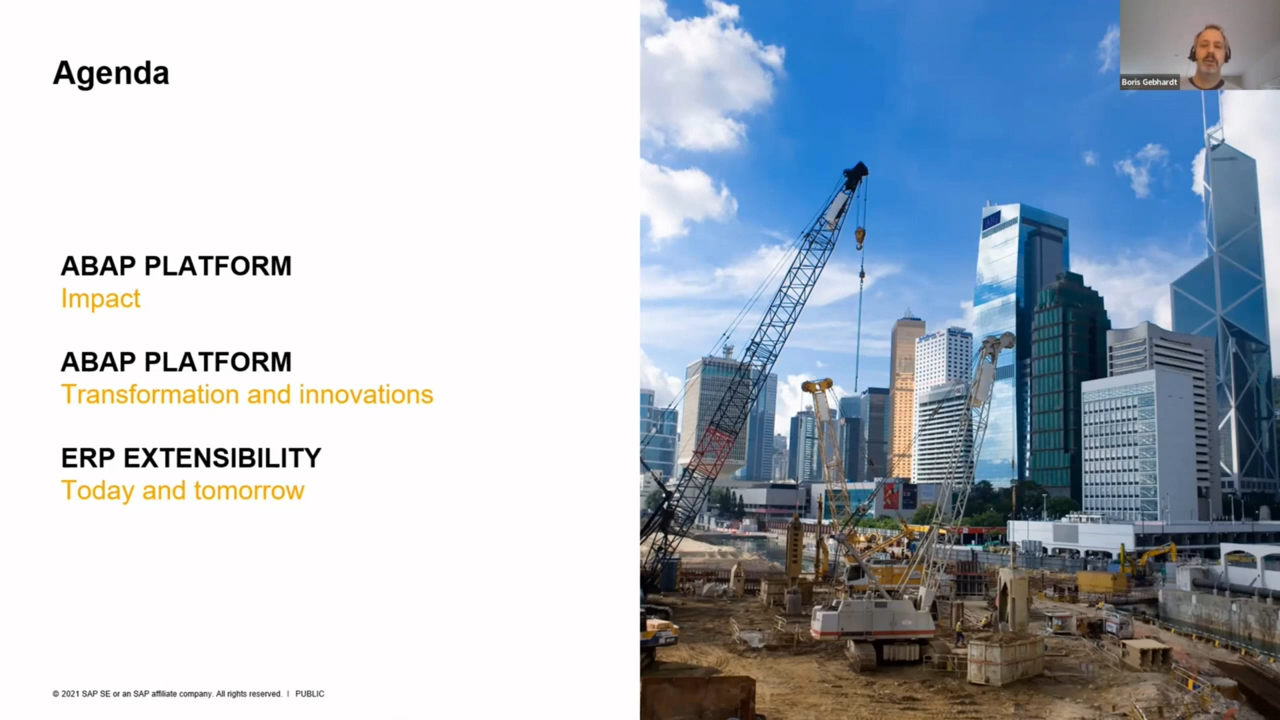 Agenda
ABAP PLATFORM
Impact
ABAP PLATFORM
Transformation and innovations
ERP EXTENSIBILITY
Today and tomorrow
© 2021 SAP SE or an SAP affiliate company. All rights reserved. | PUBLIC
Boris Gebhardt